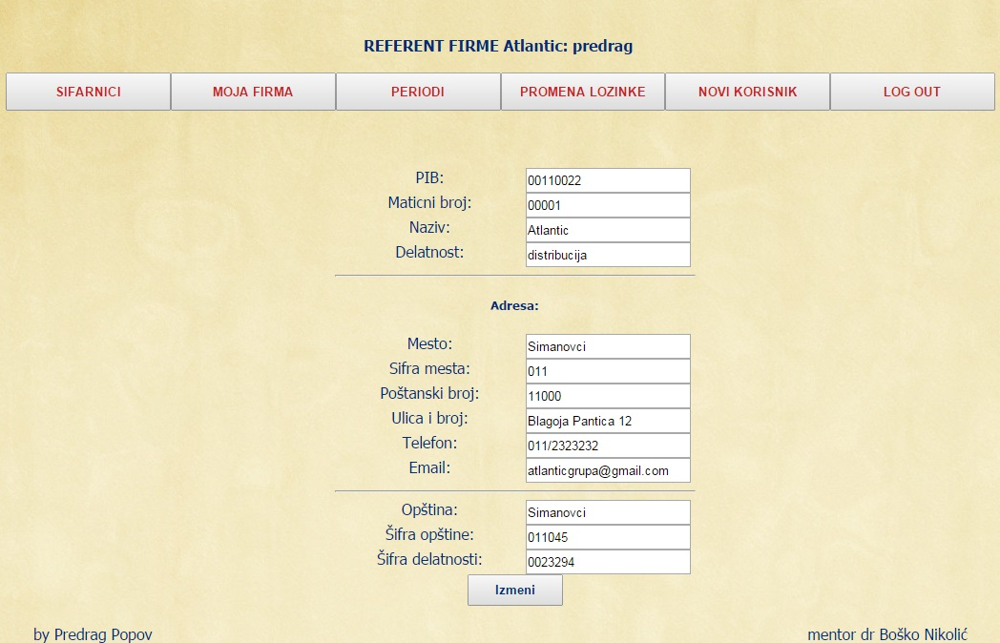 REFERENT FIRME Atlantic: predrag
SIFARNICI MOJA FIRMA PERIODI PROMENA LOZINKE NOVI KORISNIK LOG OUT
PIB: 00110022
Maticni broj: 00001
Naziv: Atlantic
Delatnost: distribucija
Adresa:
Mesto: Simanovci
Sifra mesta: 011
Poštanski broj: 11000
Ulica i broj: Blagoja Pantica 12
Telefon: 011/2323232
Email: atlanticgrupa@gmail.com
Opština: Simanovci
Šifra opštine: 011045
Šifra delatnosti: 0023294
Izmeni
by Predrag Popov mentor dr Boško Nikolić